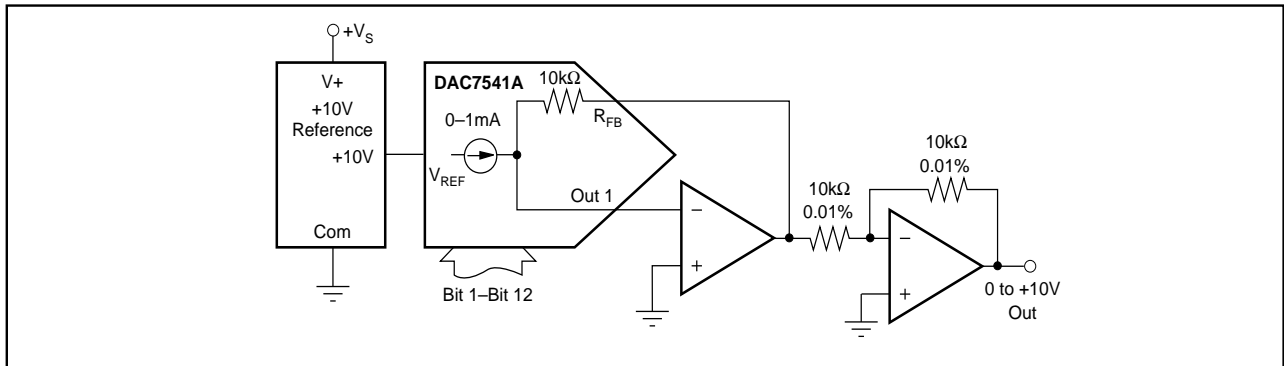 +V_S
V+
+10V
Reference
+10V
Com
DAC7541A
10kΩ
R_FB
0–1mA
V_REF
Out 1
Bit 1–Bit 12
–
+
10kΩ
0.01%
10kΩ
0.01%
–
+
0 to +10V
Out